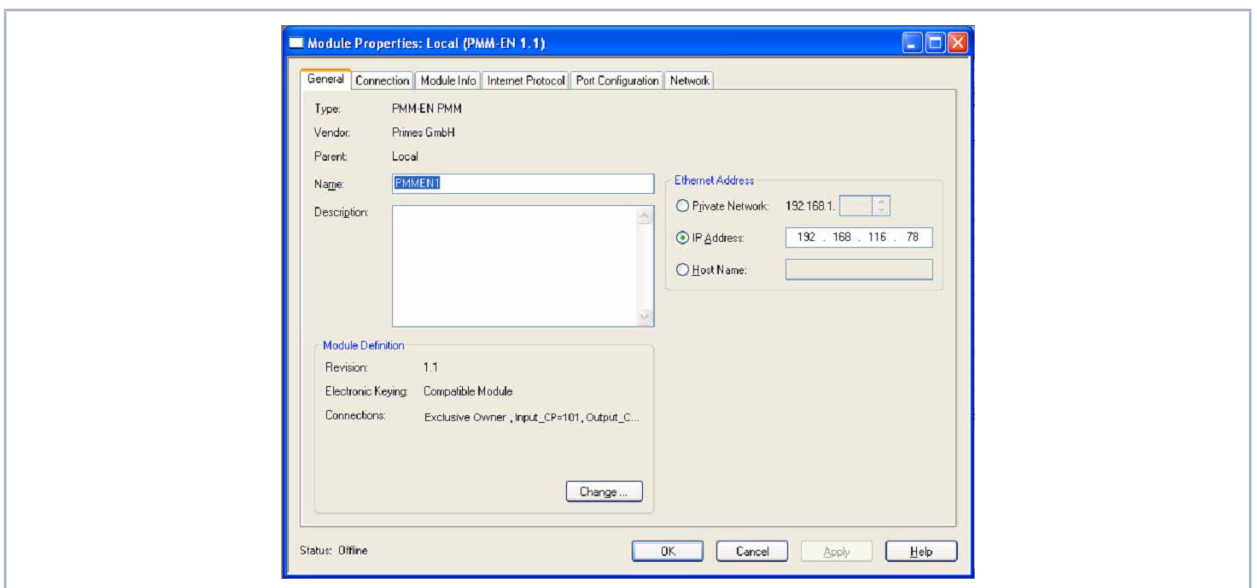 Module Properties: Local (PMM-EN 1.1)
General Connection Module Info Internet Protocol Port Configuration Network
Type: PMM-EN PMM
Vendor: Primes GmbH
Parent: Local
Name: PMMEN1
Description:
Ethernet Address
Private Network: 192.168.1.
IP Address: 192 . 168 . 116 . 78
Host Name:
Module Definition
Revision: 1.1
Electronic Keying: Compatible Module
Connections: Exclusive Owner , Input_CP=101, Output_C...
Change ...
Status: Offline
OK Cancel Apply Help